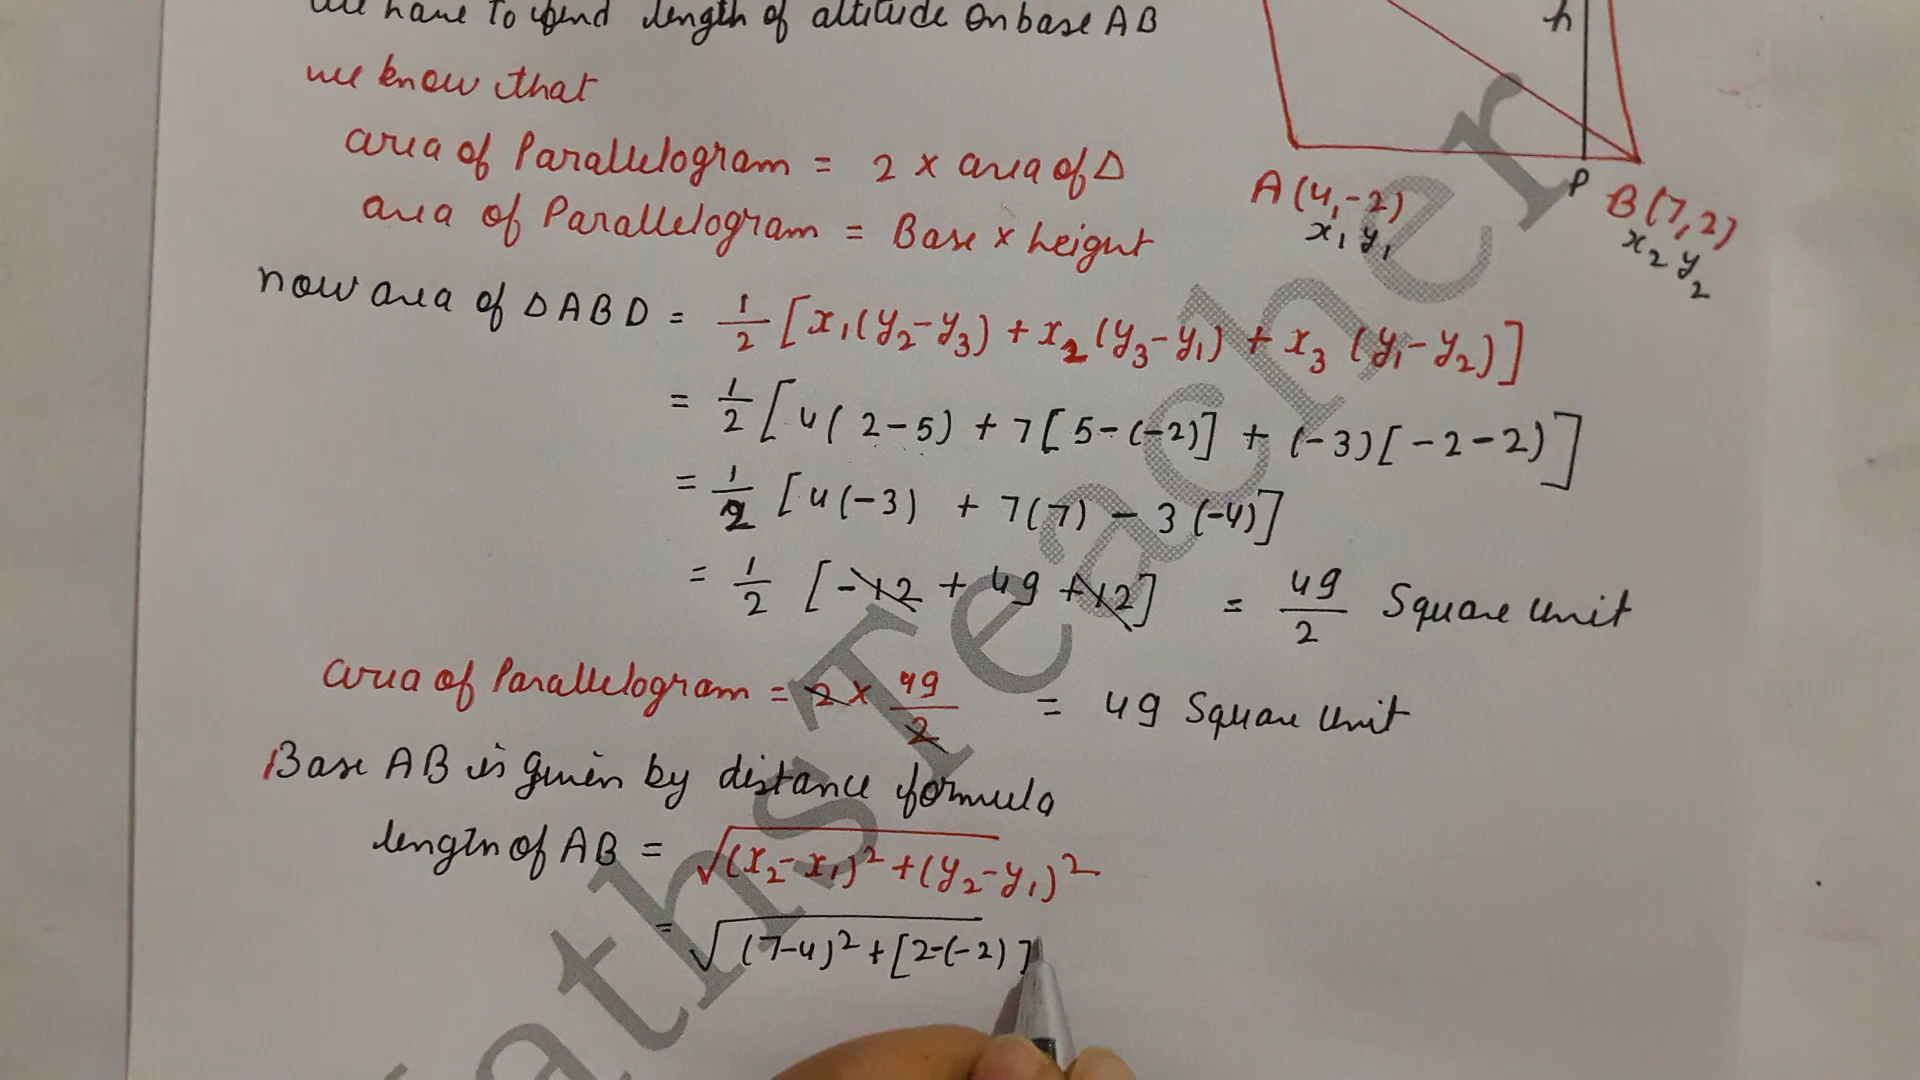 We have to find length of altitude on base AB
h
we know that
area of Parallelogram = 2 × area of Δ
area of Parallelogram = Base × height
A(4,-2)
x₁ y₁
P
B(7,2)
x₂ y₂
now area of ΔABD = 1/2 [x₁(y₂-y₃) + x₂(y₃-y₁) + x₃(y₁-y₂)]
= 1/2 [4(2-5) + 7[5-(-2)] + (-3)[-2-2)]
= 1/2 [4(-3) + 7(7) - 3(-4)]
= 1/2 [-12 + 49 +12] = 49/2 Square unit
area of Parallelogram = 2 × 49/2 = 49 Square unit
Base AB is given by distance formula
length of AB = √(x₂-x₁)² + (y₂-y₁)²
= √(7-4)² + [2-(-2)]
aths Teacher